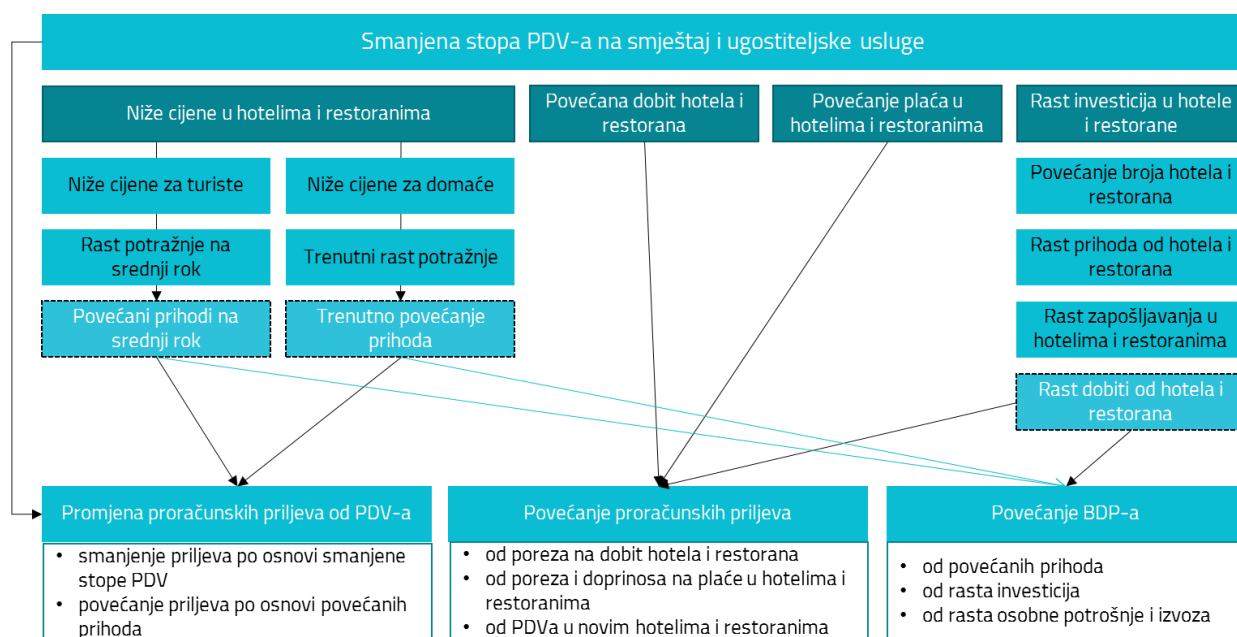 Smanjena stopa PDV-a na smještaj i ugostiteljske usluge
Niže cijene u hotelima i restoranima
Povećana dobit hotela i
restorana
Povećanje plaća u
hotelima i restoranima
Rast investicija u hotele
i restorane
Niže cijene za turiste
Niže cijene za domaće
Povećanje broja hotela i
restorana
Rast potražnje na
srednji rok
Trenutni rast potražnje
Rast prihoda od hotela i
restorana
Povećani prihodi na
srednji rok
Trenutno povećanje
prihoda
Rast zapošljavanja u
hotelima i restoranima
Rast dobiti od hotela i
restorana
Promjena proračunskih priljeva od PDV-a
• smanjenje priljeva po osnovi smanjene
stope PDV
• povećanje priljeva po osnovi povećanih
prihoda
Povećanje proračunskih priljeva
• od poreza na dobit hotela i restorana
• od poreza i doprinosa na plaće u hotelima i
restoranima
• od PDVa u novim hotelima i restoranima
Povećanje BDP-a
• od povećanih prihoda
• od rasta investicija
• od rasta osobne potrošnje i izvoza